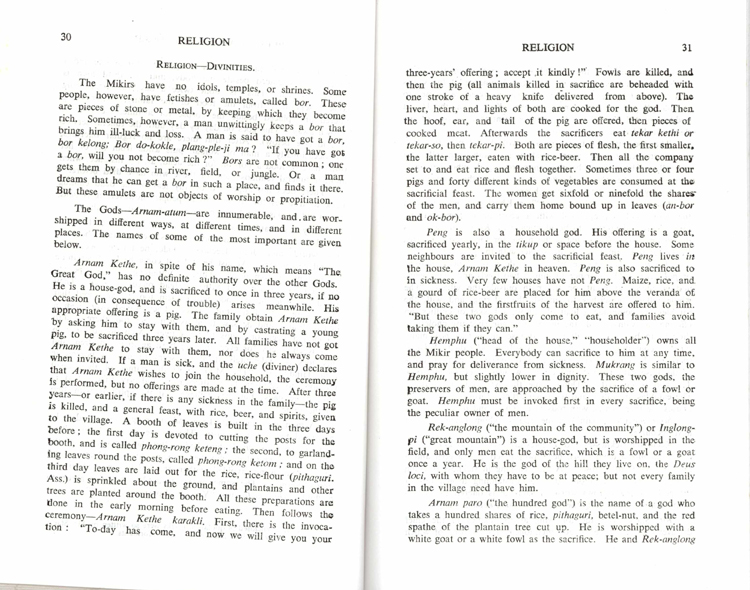 30
RELIGION
RELIGION—DIVINITIES.
The Mikirs have no idols, temples, or shrines. Some
people, however, have fetishes or amulets, called bor. These
are pieces of stone or metal, by keeping which they become
rich. Sometimes, however, a man unwittingly keeps a bor that
brings him ill-luck and loss. A man is said to have got a bor,
bor kelong; Bor do-kokle, plang-ple-ji ma? "If you have got
a bor, will you not become rich?" Bors are not common; one
gets them by chance in river, field, or jungle. Or a man
dreams that he can get a bor in such a place, and finds it there.
But these amulets are not objects of worship or propitiation.
The Gods—Arnam-atum—are innumerable, and are wor-
shipped in different ways, at different times, and in different
places. The names of some of the most important are given
below.
Arnam Kethe, in spite of his name, which means "The
Great God," has no definite authority over the other Gods.
He is a house-god, and is sacrificed to once in three years, if no
occasion (in consequence of trouble) arises meanwhile. His
appropriate offering is a pig. The family obtain Arnam Kethe
by asking him to stay with them, and by castrating a young
pig, to be sacrificed three years later. All families have not got
Arnam Kethe to stay with them, nor does he always come
when invited. If a man is sick, and the uche (diviner) declares
that Arnam Kethe wishes to join the household, the ceremony
is performed, but no offerings are made at the time. After three
years—or earlier, if there is any sickness in the family—the pig
is killed, and a general feast, with rice, beer, and spirits, given
to the village. A booth of leaves is built in the three days
before; the first day is devoted to cutting the posts for the
booth, and is called phong-rong keteng; the second, to garland-
ing leaves round the posts, called phong-rong ketom; and on the
third day leaves are laid out for the rice, rice-flour (pithaguri.
Ass.) is sprinkled about the ground, and plantains and other
trees are planted around the booth. All these preparations are
done in the early morning before eating. Then follows the
ceremony—Arnam Kethe karakli. First, there is the invoca-
tion: "To-day has come, and now we will give you your
RELIGION
31
three-years' offering; accept it kindly!" Fowls are killed, and
then the pig (all animals killed in sacrifice are beheaded with
one stroke of a heavy knife delivered from above). The
liver, heart, and lights of both are cooked for the god. Then
the hoof, ear, and tail of the pig are offered, then pieces of
cooked meat. Afterwards the sacrificers eat tekar kethi or
tekar-so, then tekar-pi. Both are pieces of flesh, the first smaller,
the latter larger, eaten with rice-beer. Then all the company
set to and eat rice and flesh together. Sometimes three or four
pigs and forty different kinds of vegetables are consumed at the
sacrificial feast. The women get sixfold or ninefold the shares
of the men, and carry them home bound up in leaves (an-bor
and ok-bor).
Peng is also a household god. His offering is a goat,
sacrificed yearly, in the tikup or space before the house. Some
neighbours are invited to the sacrificial feast. Peng lives in
the house, Arnam Kethe in heaven. Peng is also sacrificed to
in sickness. Very few houses have not Peng. Maize, rice, and
a gourd of rice-beer are placed for him above the veranda of
the house, and the firstfruits of the harvest are offered to him.
"But these two gods only come to eat, and families avoid
taking them if they can."
Hemphu ("head of the house," "householder") owns all
the Mikir people. Everybody can sacrifice to him at any time,
and pray for deliverance from sickness. Mukrang is similar to
Hemphu, but slightly lower in dignity. These two gods, the
preservers of men, are approached by the sacrifice of a fowl or
goat. Hemphu must be invoked first in every sacrifice, being
the peculiar owner of men.
Rek-anglong ("the mountain of the community") or Inglong-
pi ("great mountain") is a house-god, but is worshipped in the
field, and only men eat the sacrifice, which is a fowl or a goat
once a year. He is the god of the hill they live on, the Deus
loci, with whom they have to be at peace; but not every family
in the village need have him.
Arnam paro ("the hundred god") is the name of a god who
takes a hundred shares of rice, pithaguri, betel-nut, and the red
spathe of the plantain tree cut up. He is worshipped with a
white goat or a white fowl as the sacrifice. He and Rek-anglong